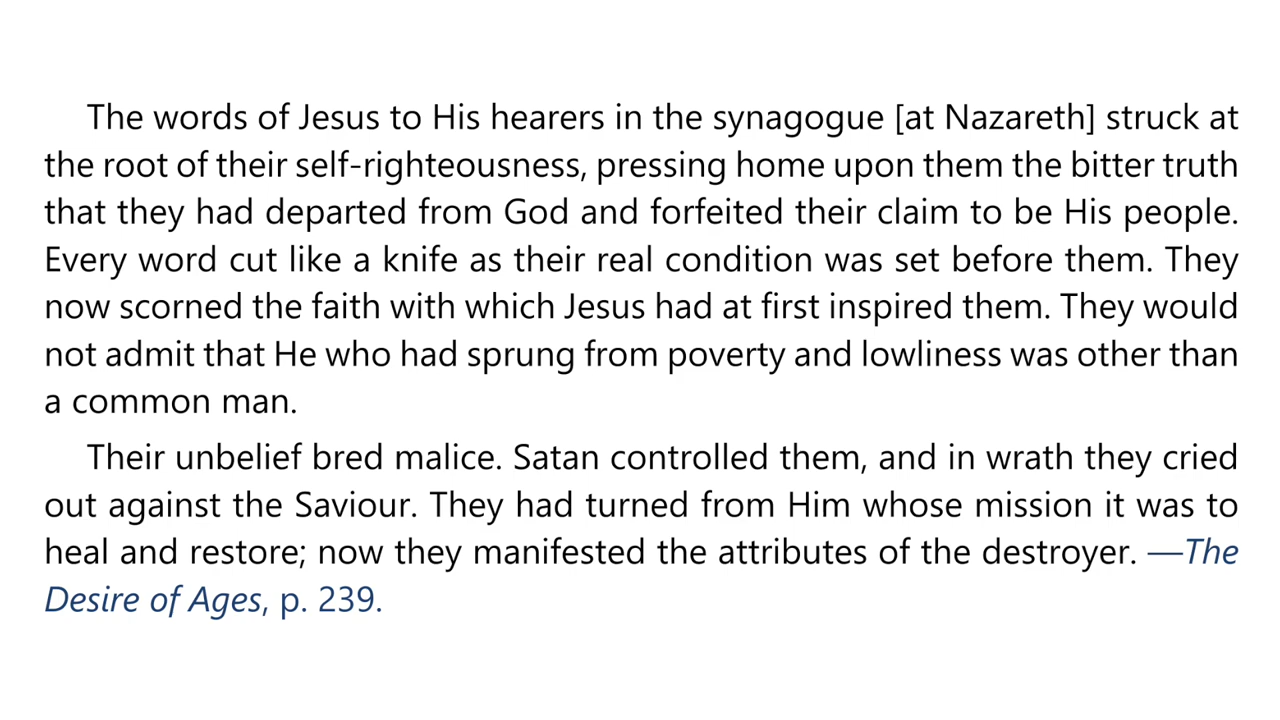 The words of Jesus to His hearers in the synagogue [at Nazareth] struck at
the root of their self-righteousness, pressing home upon them the bitter truth
that they had departed from God and forfeited their claim to be His people.
Every word cut like a knife as their real condition was set before them. They
now scorned the faith with which Jesus had at first inspired them. They would
not admit that He who had sprung from poverty and lowliness was other than
a common man.
Their unbelief bred malice. Satan controlled them, and in wrath they cried
out against the Saviour. They had turned from Him whose mission it was to
heal and restore; now they manifested the attributes of the destroyer. —The
Desire of Ages, p. 239.